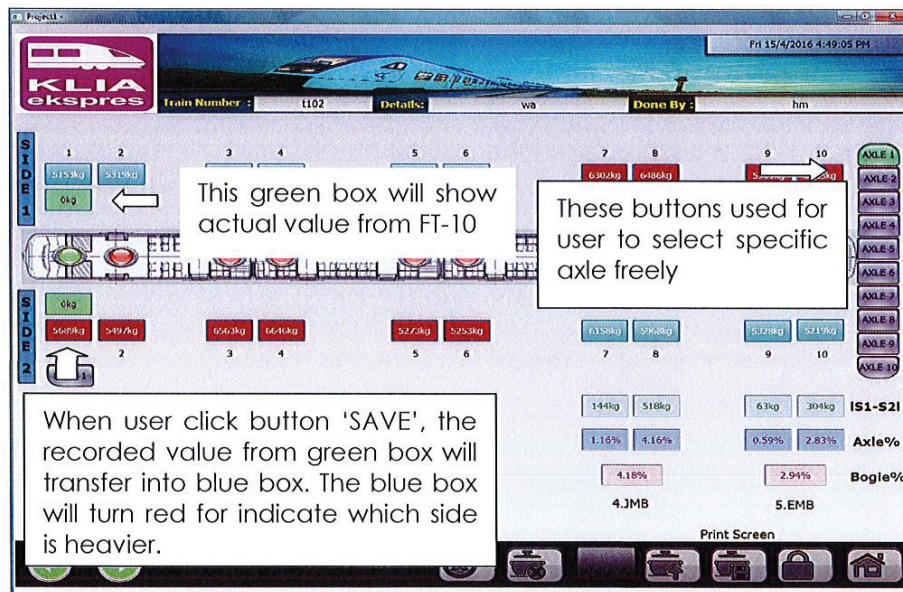 Project1 -
KLIA
ekspres
Fri 15/4/2016 4:49:05 PM
Train Number : t102 Details: wa Done By : hm
SIDE 1
1 2 3 4 5 6 7 8 9 10
5153kg 5319kg 6302kg 6486kg
0kg
This green box will show
actual value from FT-10
These buttons used for
user to select specific
axle freely
AXLE 1
AXLE 2
AXLE 3
AXLE 4
AXLE 5
AXLE 6
AXLE 7
AXLE 8
AXLE 9
AXLE 10
SIDE 2
0kg
5689kg 5497kg 6563kg 6646kg 5273kg 5253kg 6158kg 5968kg 5328kg 5219kg
2 3 4 5 6 7 8 9 10
When user click button 'SAVE', the
recorded value from green box will
transfer into blue box. The blue box
will turn red for indicate which side
is heavier.
144kg 518kg 63kg 304kg IS1-S2I
1.16% 4.16% 0.59% 2.83% Axle%
4.18% 2.94% Bogie%
4.JMB 5.EMB
Print Screen